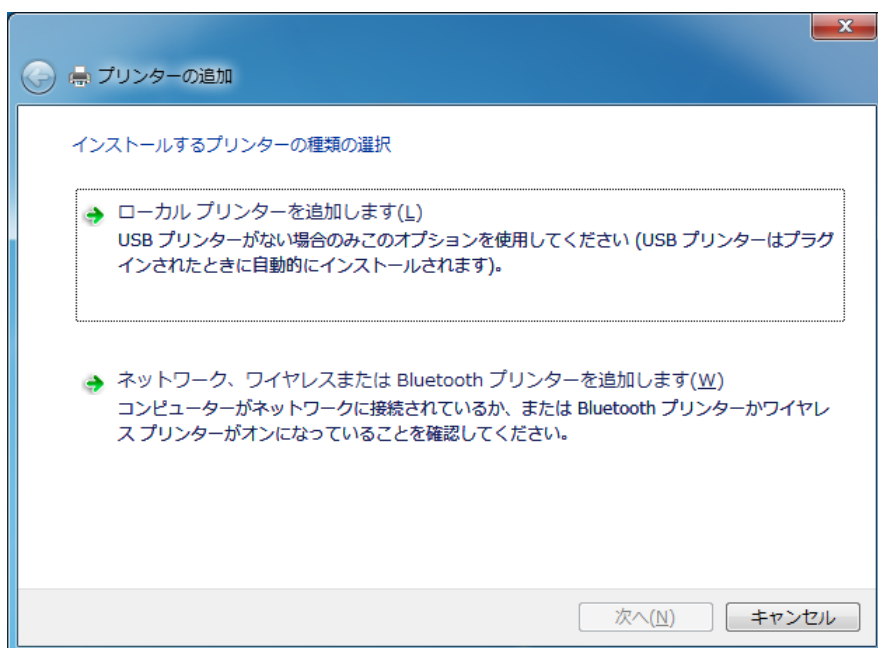 プリンターの追加
インストールするプリンターの種類の選択
ローカル プリンターを追加します(L)
USB プリンターがない場合のみこのオプションを使用してください (USB プリンターはプラグ
インされたときに自動的にインストールされます)。
ネットワーク、ワイヤレスまたは Bluetooth プリンターを追加します(W)
コンピューターがネットワークに接続されているか、または Bluetooth プリンターかワイヤレ
ス プリンターがオンになっていることを確認してください。
次へ(N) キャンセル